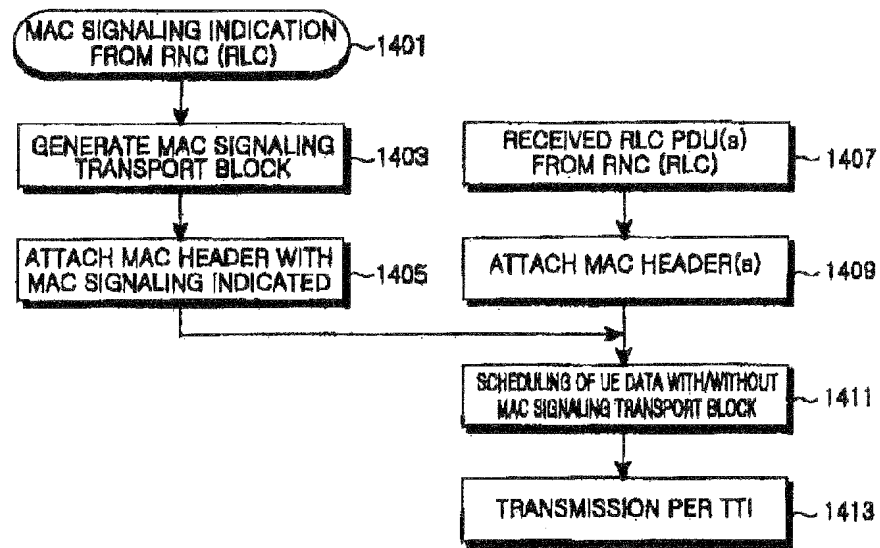 MAC SIGNALING INDICATION
FROM RNC (RLC)
1401
GENERATE MAC SIGNALING
TRANSPORT BLOCK
1403
ATTACH MAC HEADER WITH
MAC SIGNALING INDICATED
1405
RECEIVED RLC PDU(s)
FROM RNC (RLC)
1407
ATTACH MAC HEADER(s)
1409
SCHEDULING OF UE DATA WITH/WITHOUT
MAC SIGNALING TRANSPORT BLOCK
1411
TRANSMISSION PER TTI
1413